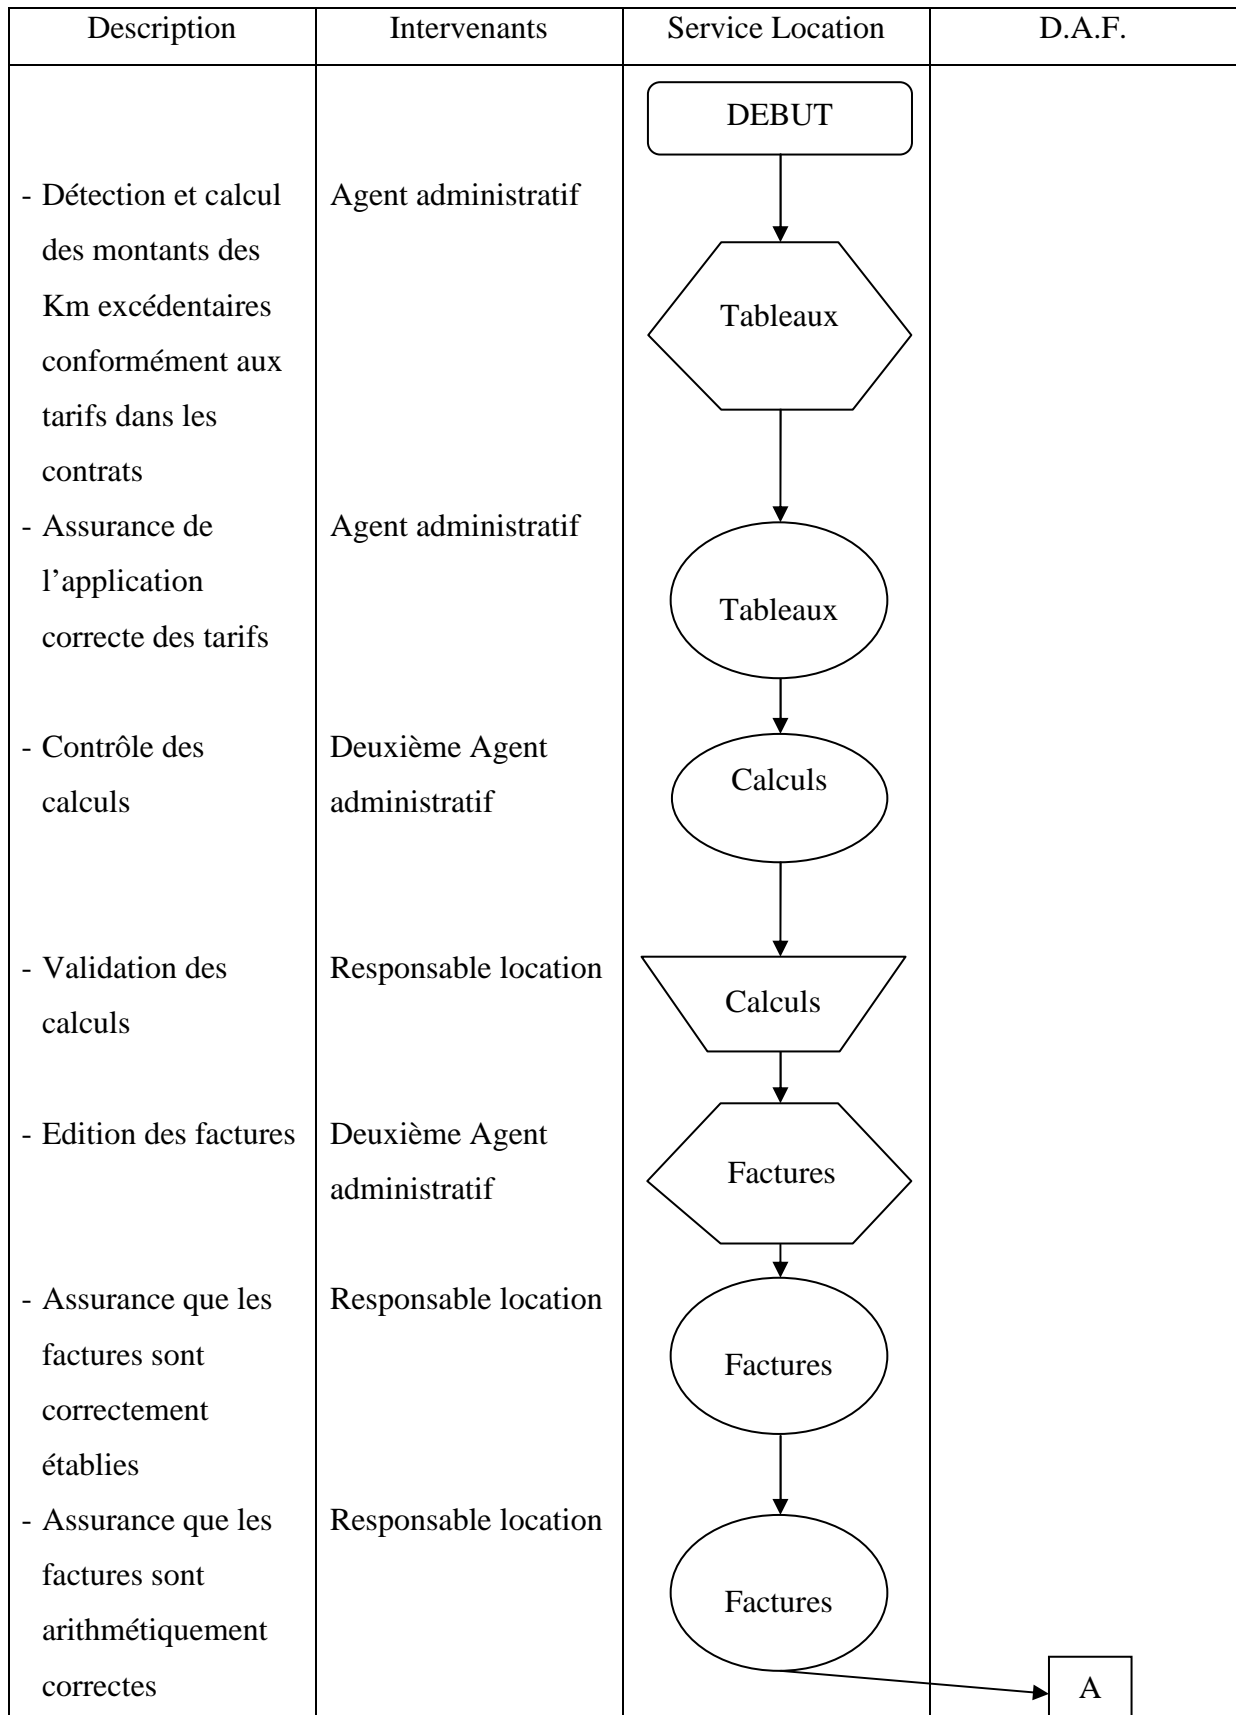 Description
Intervenants
Service Location
D.A.F.
DEBUT
- Détection et calcul
des montants des
Km excédentaires
conformément aux
tarifs dans les
contrats
Agent administratif
Tableaux
- Assurance de
l’application
correcte des tarifs
Agent administratif
Tableaux
- Contrôle des
calculs
Deuxième Agent
administratif
Calculs
- Validation des
calculs
Responsable location
Calculs
- Edition des factures
Deuxième Agent
administratif
Factures
- Assurance que les
factures sont
correctement
établies
Responsable location
Factures
- Assurance que les
factures sont
arithmétiquement
correctes
Responsable location
Factures
A